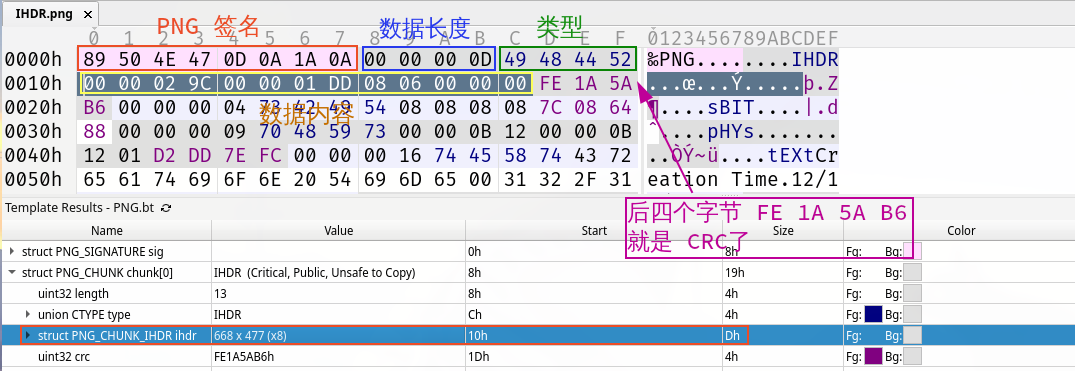 IHDR.png ×
PNG 签名 数据长度 类型
0 1 2 3 4 5 6 7 8 9 A B C D E F 0123456789ABCDEF
0000h 89 50 4E 47 0D 0A 1A 0A 00 00 00 0D 49 48 44 52 ‰PNG........IHDR
0010h 00 00 02 9C 00 00 01 DD 08 06 00 00 00 FE 1A 5A ...œ...Ý.....þ.Z
0020h B6 00 00 00 04 73 42 49 54 08 08 08 08 7C 08 64 ¶....sBIT....|.d
数据内容
0030h 88 00 00 00 09 70 48 59 73 00 00 0B 12 00 00 0B ˆ....pHYs.......
0040h 12 01 D2 DD 7E FC 00 00 00 16 74 45 58 74 43 72 ..ÒÝ~ü....tEXtCr
0050h 65 61 74 69 6F 6E 20 54 69 6D 65 00 31 32 2F 31 eation Time.12/1
后四个字节 FE 1A 5A B6
就是 CRC了
Template Results - PNG.bt
Name Value Start Size Color
struct PNG_SIGNATURE sig 0h 8h Fg: Bg:
struct PNG_CHUNK chunk[0] IHDR (Critical, Public, Unsafe to Copy) 8h 19h Fg: Bg:
uint32 length 13 8h 4h Fg: Bg:
union CTYPE type IHDR Ch 4h Fg: Bg:
struct PNG_CHUNK_IHDR ihdr 668 x 477 (x8) 10h Dh Fg: Bg:
uint32 crc FE1A5AB6h 1Dh 4h Fg: Bg: